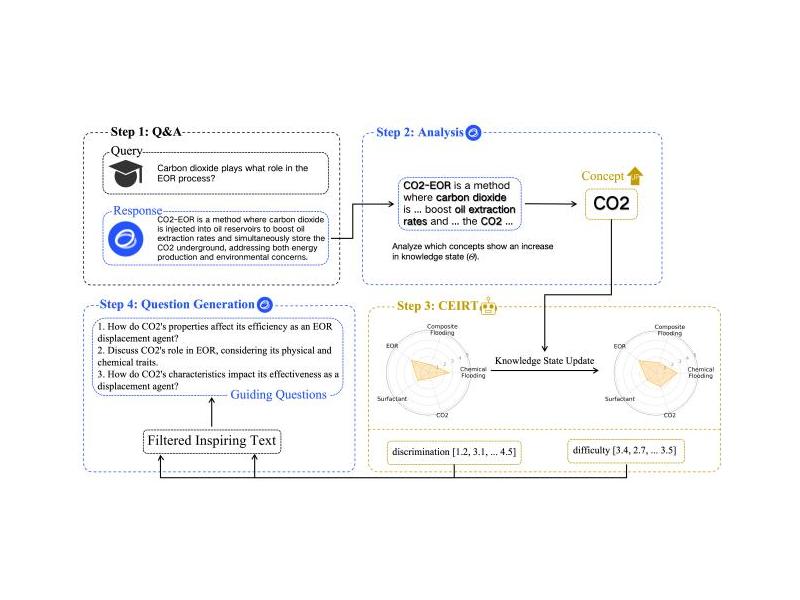 Step 1: Q&A
Query
Carbon dioxide plays what role in the
EOR process?
Response
CO2-EOR is a method where carbon dioxide
is injected into oil reservoirs to boost oil
extraction rates and simultaneously store the
CO2 underground, addressing both energy
production and environmental concerns.
Step 2: Analysis
CO2-EOR is a method
where carbon dioxide
is ... boost oil extraction
rates and ... the CO2 ...
Analyze which concepts show an increase
in knowledge state (θ).
Concept
UP
CO2
Step 3: CEIRT
Composite
Flooding
EOR
Chemical
Flooding
Surfactant
CO2
Knowledge State Update
Composite
Flooding
EOR
Chemical
Flooding
Surfactant
CO2
discrimination [1.2, 3.1, ... 4.5]
difficulty [3.4, 2.7, ... 3.5]
Step 4: Question Generation
1. How do CO2's properties affect its efficiency as an EOR
displacement agent?
2. Discuss CO2's role in EOR, considering its physical and
chemical traits.
3. How do CO2's characteristics impact its effectiveness as a
displacement agent?
Guiding Questions
Filtered Inspiring Text